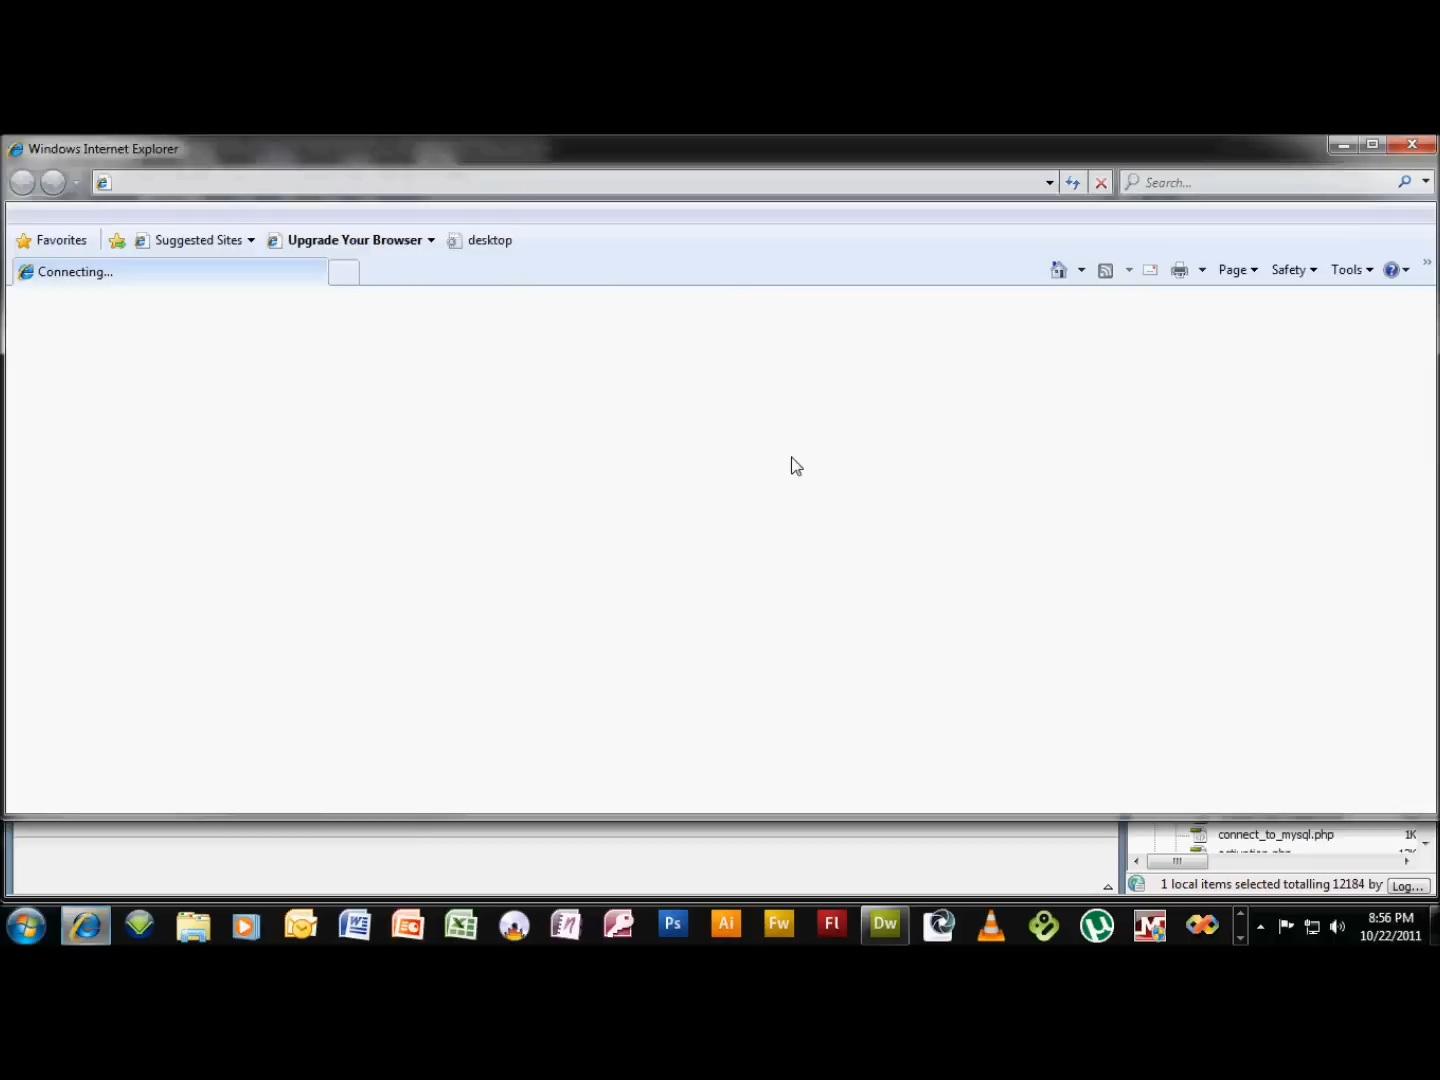 Windows Internet Explorer
Search...
Favorites Suggested Sites Upgrade Your Browser desktop
Connecting... Page Safety Tools
connect_to_mysql.php 1K
1 local items selected totalling 12184 by Log...
Ps Ai Fw Fl Dw 8:56 PM
10/22/2011